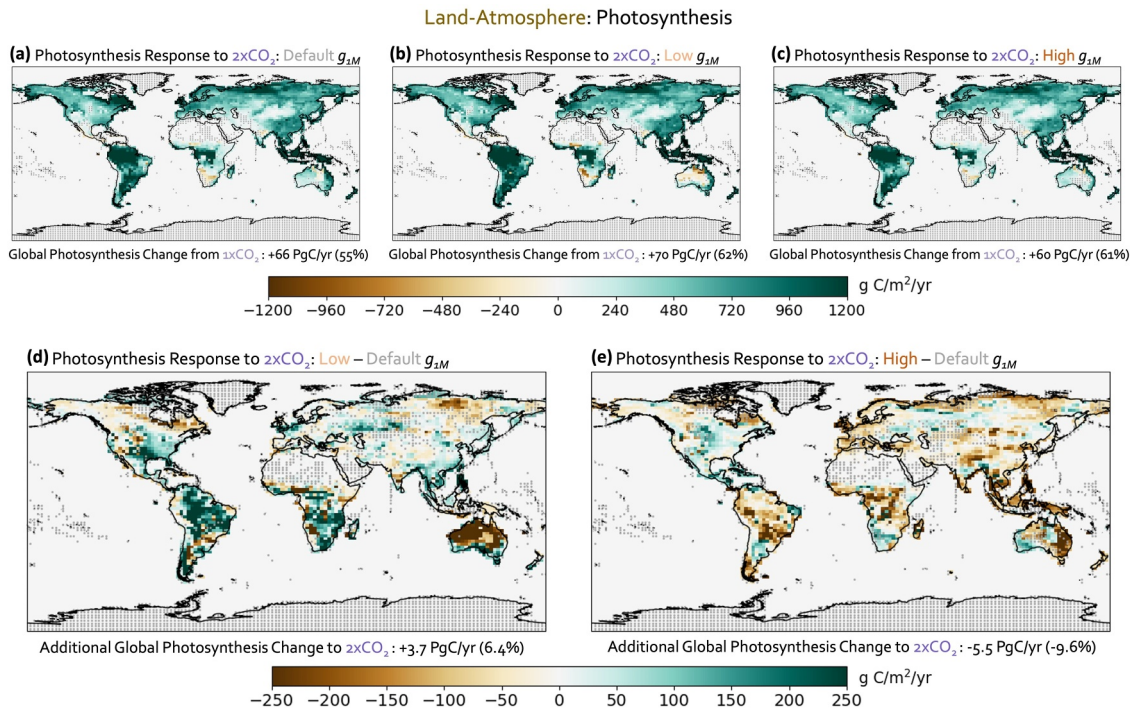 Land-Atmosphere: Photosynthesis
(a) Photosynthesis Response to 2xCO₂: Default g₁M
(b) Photosynthesis Response to 2xCO₂: Low g₁M
(c) Photosynthesis Response to 2xCO₂: High g₁M
Global Photosynthesis Change from 1xCO₂ : +66 PgC/yr (55%)
Global Photosynthesis Change from 1xCO₂ : +70 PgC/yr (62%)
Global Photosynthesis Change from 1xCO₂ : +60 PgC/yr (61%)
g C/m²/yr
−1200 −960 −720 −480 −240 0 240 480 720 960 1200
(d) Photosynthesis Response to 2xCO₂: Low – Default g₁M
(e) Photosynthesis Response to 2xCO₂: High – Default g₁M
Additional Global Photosynthesis Change to 2xCO₂ : +3.7 PgC/yr (6.4%)
Additional Global Photosynthesis Change to 2xCO₂ : -5.5 PgC/yr (-9.6%)
g C/m²/yr
−250 −200 −150 −100 −50 0 50 100 150 200 250